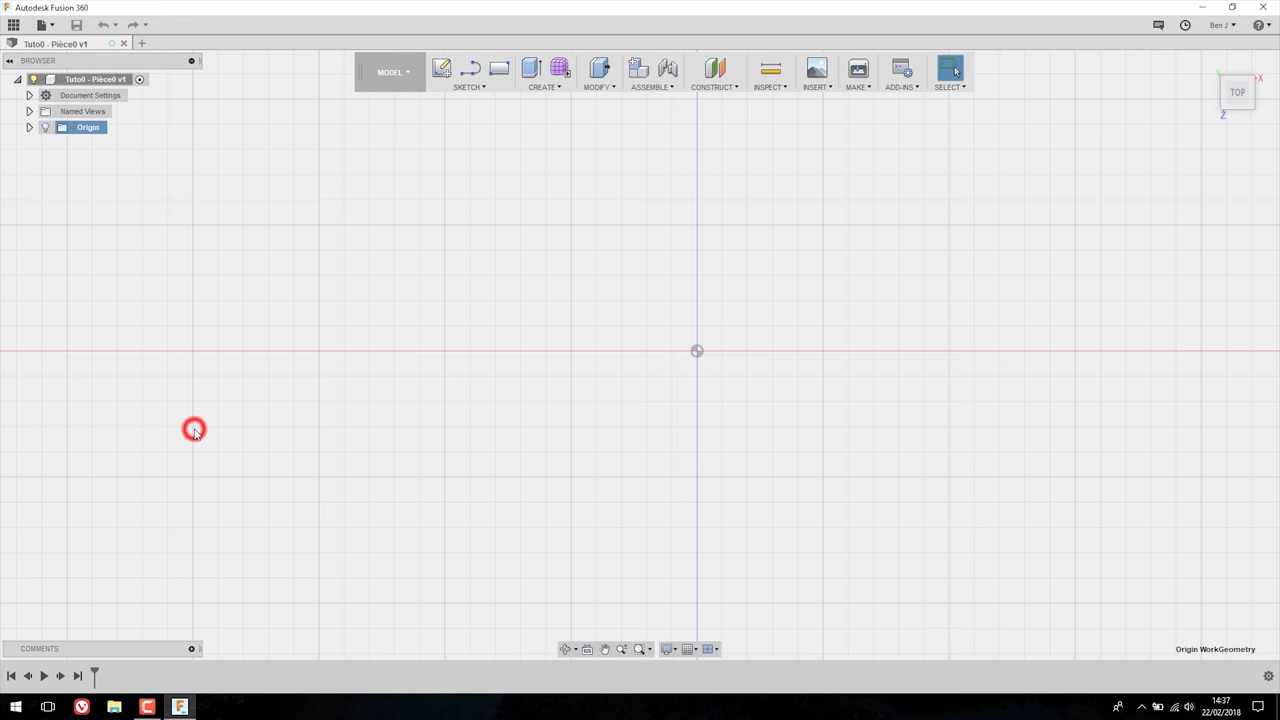 Autodesk Fusion 360
Ben J
Tuto0 - Pièce0 v1
BROWSER
Tuto0 - Pièce0 v1
Document Settings
Named Views
Origin
MODEL
SKETCH
CREATE
MODIFY
ASSEMBLE
CONSTRUCT
INSPECT
INSERT
MAKE
ADD-INS
SELECT
X
TOP
Z
COMMENTS
Origin WorkGeometry
14:37
22/02/2018